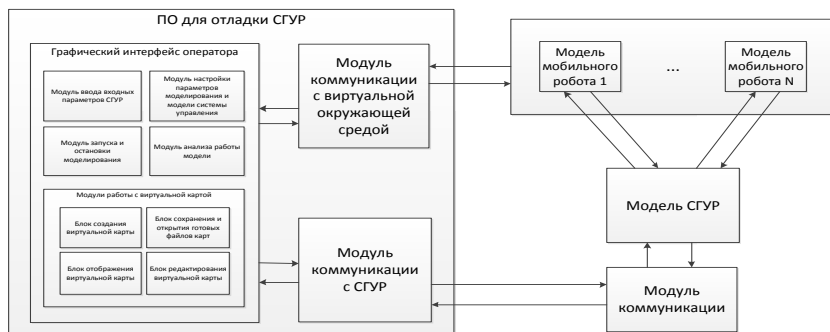 ПО для отладки СГУР
Графический интерфейс оператора
Модуль ввода входных
параметров СГУР
Модуль настройки
параметров
моделирования и
модели системы
управления
Модуль запуска и
остановки
моделирования
Модуль анализа работы
модели
Модули работы с виртуальной картой
Блок создания
виртуальной карты
Блок сохранения и
открытия готовых
файлов карт
Блок отображения
виртуальной карты
Блок редактирования
виртуальной карты
Модуль
коммуникации
с виртуальной
окружающей
средой
Модуль
коммуникации
с СГУР
Модель
мобильного
робота 1
...
Модель
мобильного
робота N
Модель СГУР
Модуль
коммуникации